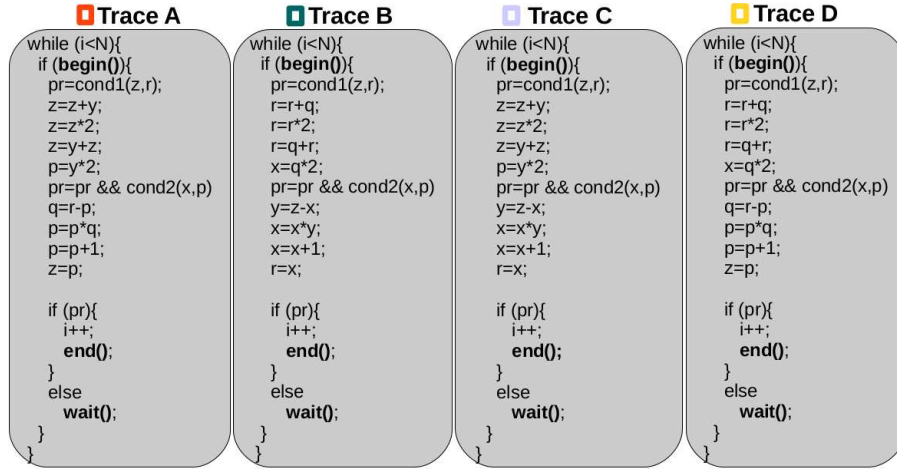 Trace A
while (i<N){
if (begin()){
pr=cond1(z,r);
z=z+y;
z=z*2;
z=y+z;
p=y*2;
pr=pr && cond2(x,p)
q=r-p;
p=p*q;
p=p+1;
z=p;
if (pr){
i++;
end();
}
else
wait();
}
}
Trace B
while (i<N){
if (begin()){
pr=cond1(z,r);
r=r+q;
r=r*2;
r=q+r;
x=q*2;
pr=pr && cond2(x,p)
y=z-x;
x=x*y;
x=x+1;
r=x;
if (pr){
i++;
end();
}
else
wait();
}
}
Trace C
while (i<N){
if (begin()){
pr=cond1(z,r);
z=z+y;
z=z*2;
z=y+z;
p=y*2;
pr=pr && cond2(x,p)
y=z-x;
x=x*y;
x=x+1;
r=x;
if (pr){
i++;
end();
}
else
wait();
}
}
Trace D
while (i<N){
if (begin()){
pr=cond1(z,r);
r=r+q;
r=r*2;
r=q+r;
x=q*2;
pr=pr && cond2(x,p)
q=r-p;
p=p*q;
p=p+1;
z=p;
if (pr){
i++;
end();
}
else
wait();
}
}